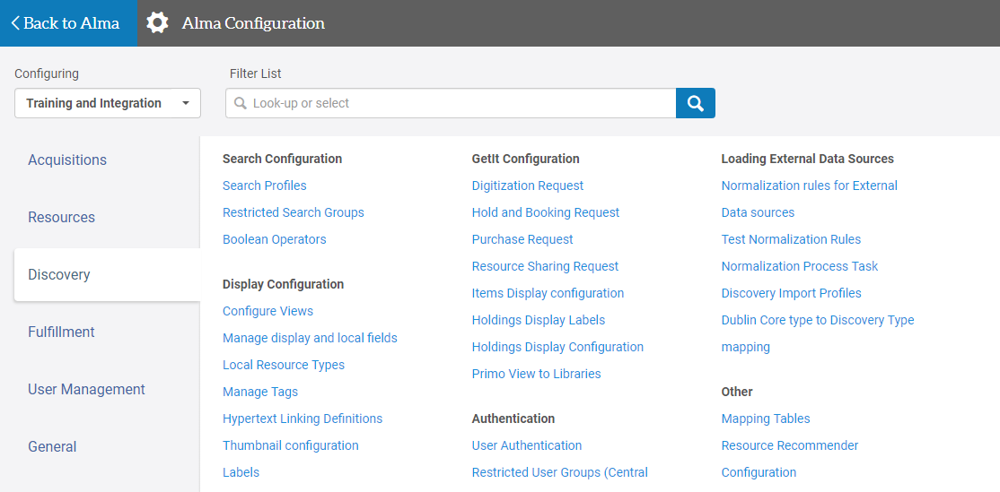 Back to Alma
Alma Configuration
Configuring
Filter List
Training and Integration
Look-up or select
Acquisitions
Resources
Discovery
Fulfillment
User Management
General
Search Configuration
Search Profiles
Restricted Search Groups
Boolean Operators
Display Configuration
Configure Views
Manage display and local fields
Local Resource Types
Manage Tags
Hypertext Linking Definitions
Thumbnail configuration
Labels
GetIt Configuration
Digitization Request
Hold and Booking Request
Purchase Request
Resource Sharing Request
Items Display configuration
Holdings Display Labels
Holdings Display Configuration
Primo View to Libraries
Authentication
User Authentication
Restricted User Groups (Central
Loading External Data Sources
Normalization rules for External
Data sources
Test Normalization Rules
Normalization Process Task
Discovery Import Profiles
Dublin Core type to Discovery Type
mapping
Other
Mapping Tables
Resource Recommender
Configuration